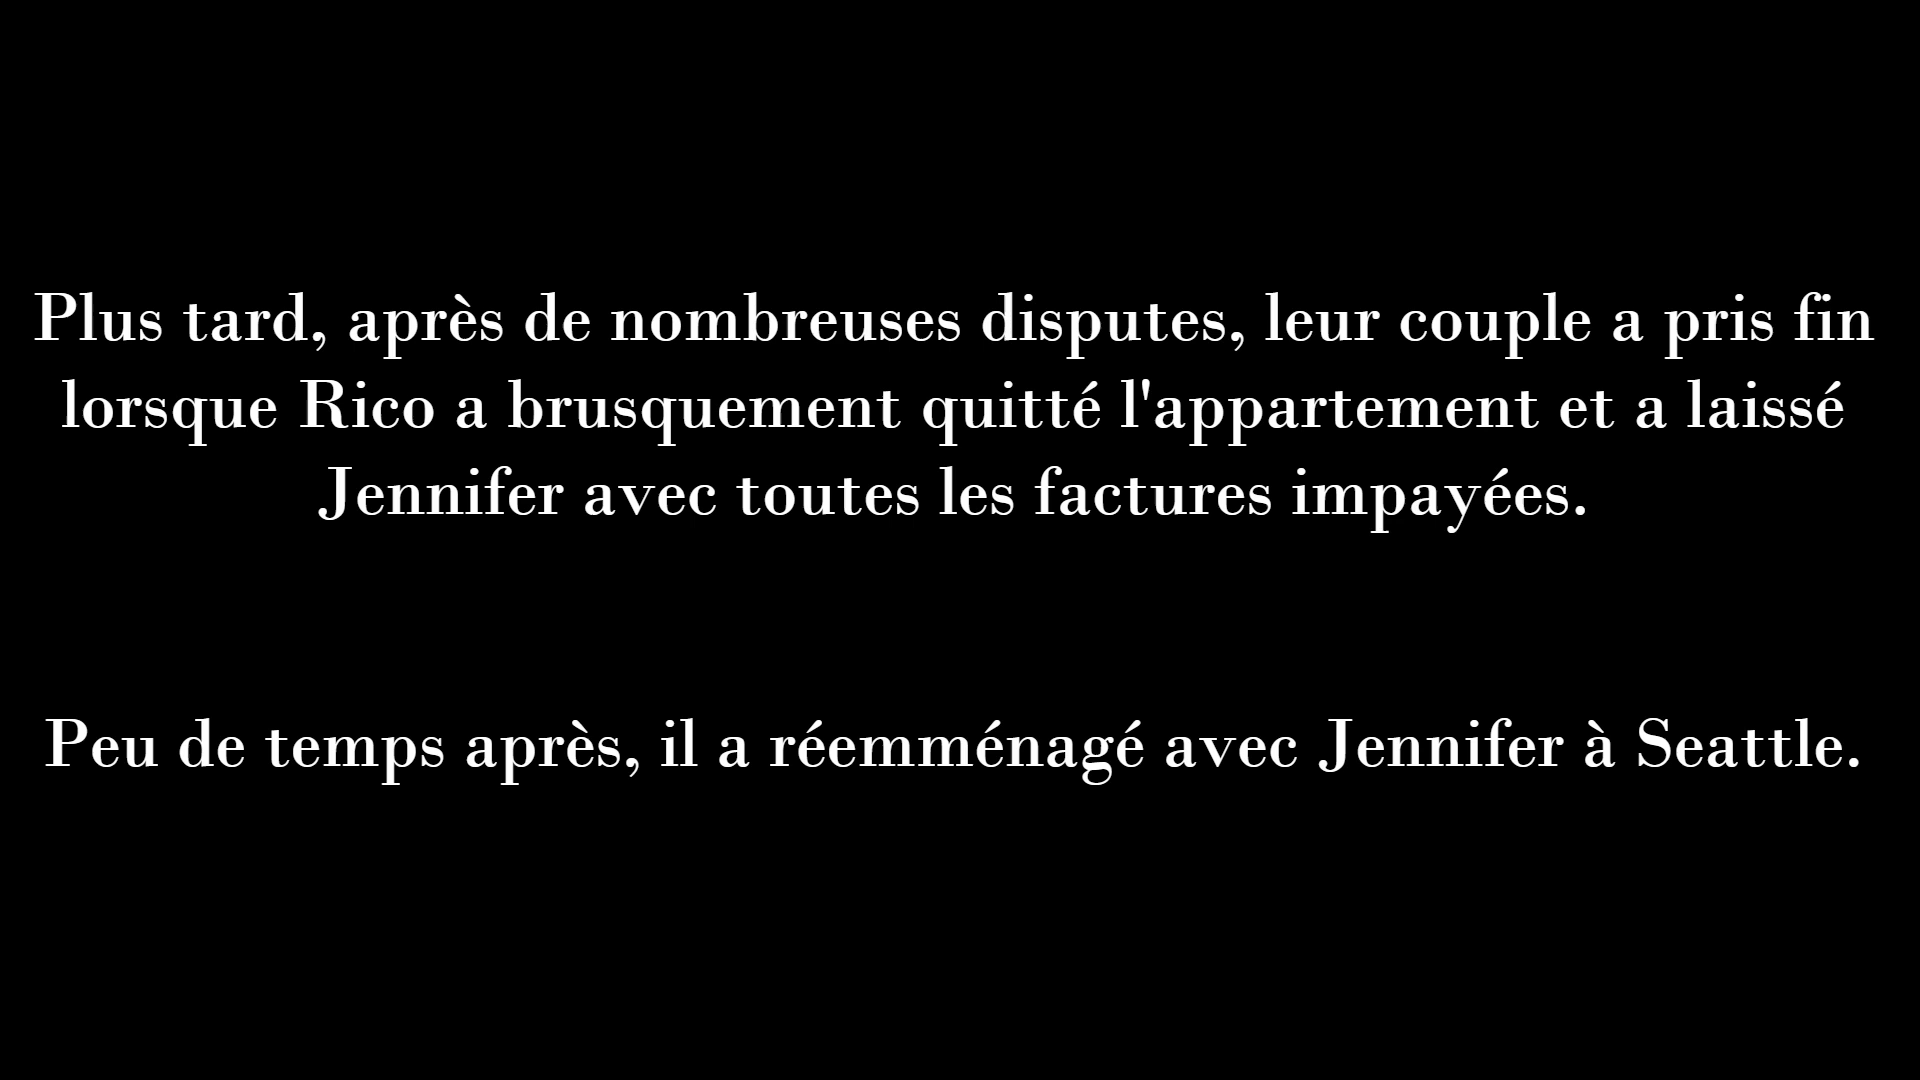 Plus tard, après de nombreuses disputes, leur couple a pris fin
lorsque Rico a brusquement quitté l'appartement et a laissé
Jennifer avec toutes les factures impayées.
Peu de temps après, il a réemménagé avec Jennifer à Seattle.